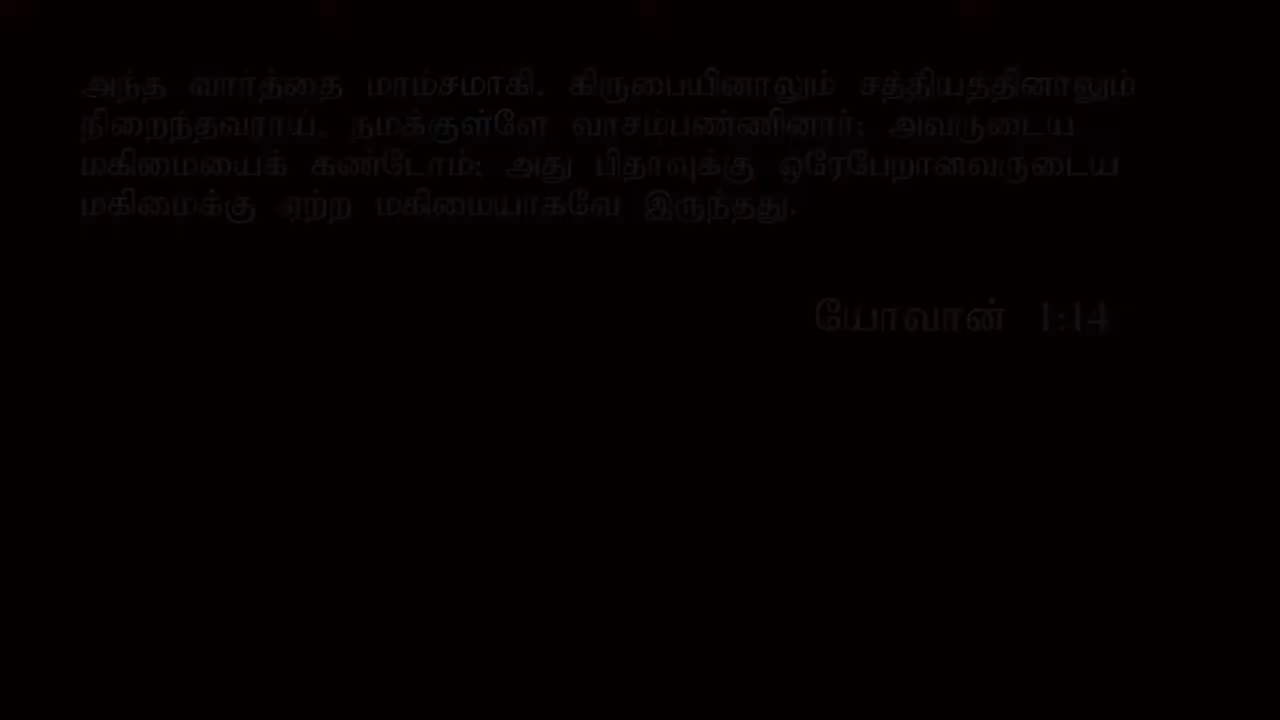 அந்த வார்த்தை மாம்சமாகி, கிருபையினாலும் சத்தியத்தினாலும்
நிறைந்தவராய், நமக்குள்ளே வாசம்பண்ணினார்; அவருடைய
மகிமையைக் கண்டோம்; அது பிதாவுக்கு ஒரேபேறானவருடைய
மகிமைக்கு ஏற்ற மகிமையாகவே இருந்தது.
யோவான் 1:14